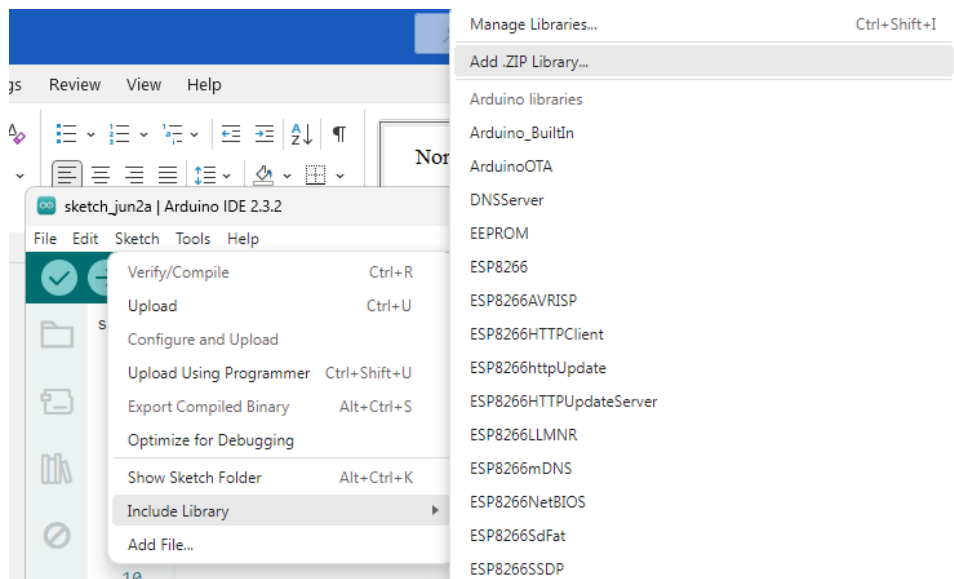 Manage Libraries... Ctrl+Shift+I
Add .ZIP Library...
Arduino libraries
Arduino_BuiltIn
ArduinoOTA
DNSServer
EEPROM
ESP8266
ESP8266AVRISP
ESP8266HTTPClient
ESP8266httpUpdate
ESP8266HTTPUpdateServer
ESP8266LLMNR
ESP8266mDNS
ESP8266NetBIOS
ESP8266SdFat
ESP8266SSDP
gs Review View Help
Nor
sketch_jun2a | Arduino IDE 2.3.2
File Edit Sketch Tools Help
Verify/Compile Ctrl+R
Upload Ctrl+U
s
Configure and Upload
Upload Using Programmer Ctrl+Shift+U
Export Compiled Binary Alt+Ctrl+S
Optimize for Debugging
Show Sketch Folder Alt+Ctrl+K
Include Library
Add File...
10